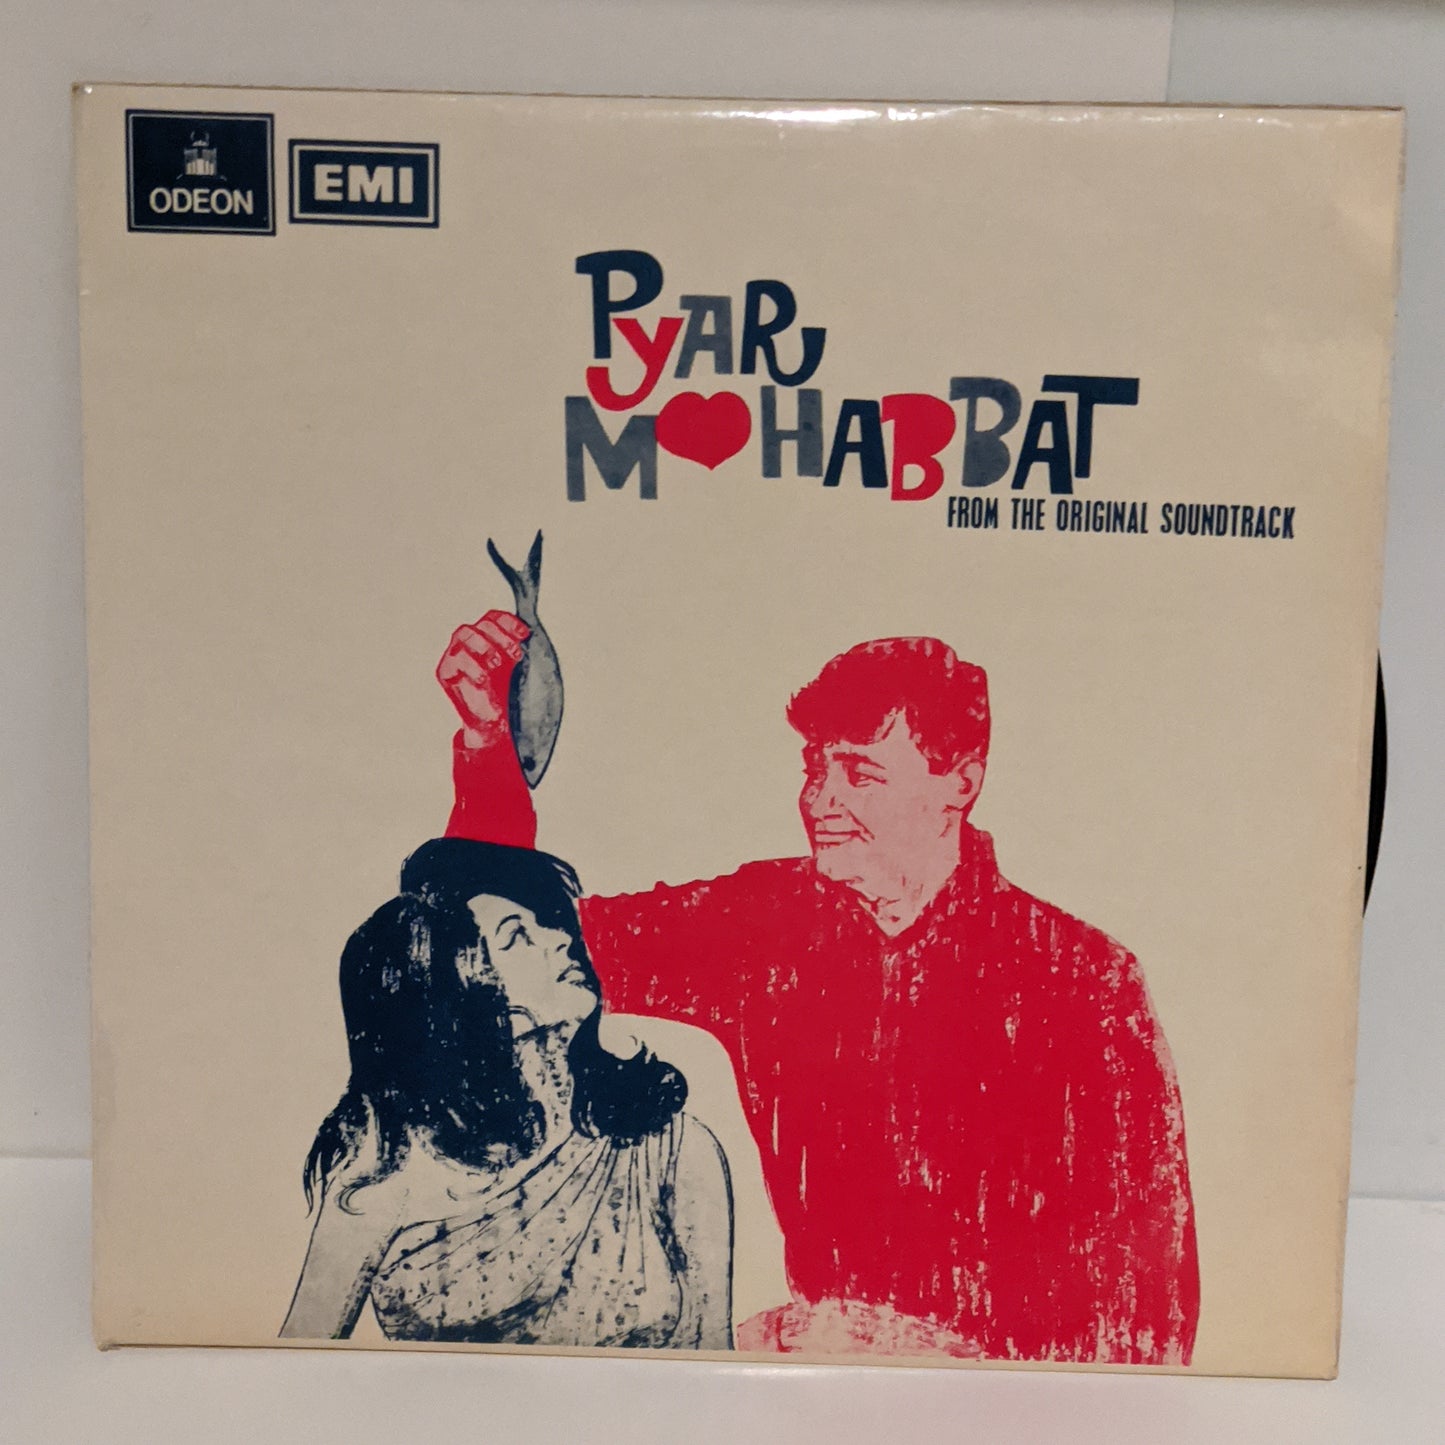 ODEON
EMI
PyAR
MOHABBAT
FROM THE ORIGINAL SOUNDTRACK